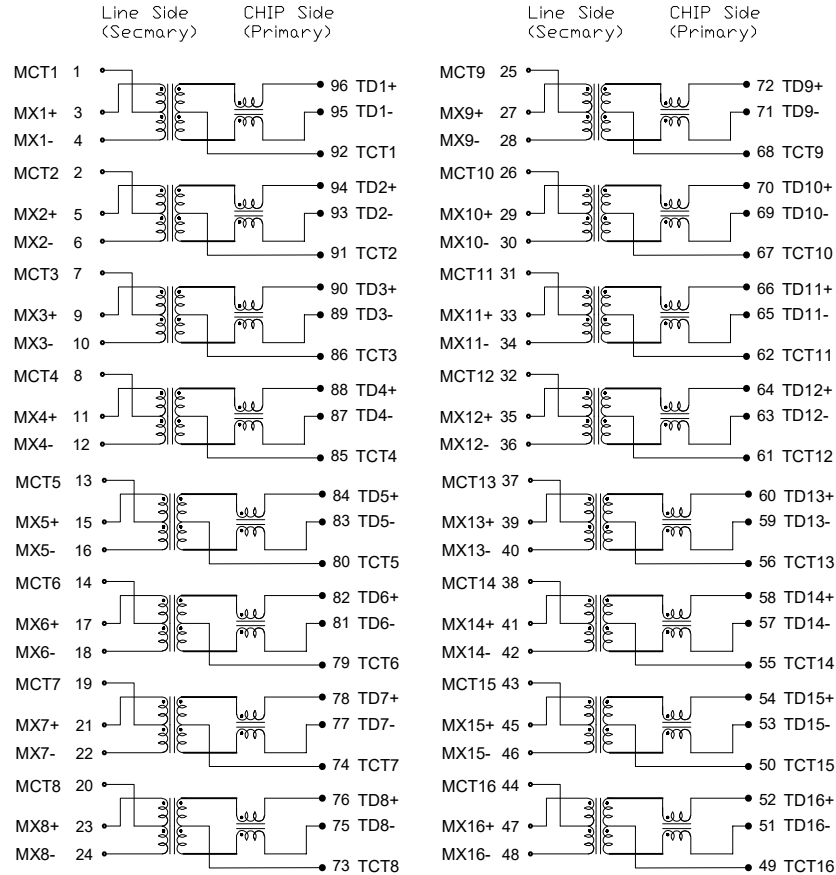 Line Side CHIP Side
(Secmary) (Primary)
MCT1 1
96 TD1+
MX1+ 3 95 TD1-
MX1- 4
92 TCT1
MCT2 2
94 TD2+
MX2+ 5 93 TD2-
MX2- 6
91 TCT2
MCT3 7
90 TD3+
MX3+ 9 89 TD3-
MX3- 10
86 TCT3
MCT4 8
88 TD4+
MX4+ 11 87 TD4-
MX4- 12
85 TCT4
MCT5 13
84 TD5+
MX5+ 15 83 TD5-
MX5- 16
80 TCT5
MCT6 14
82 TD6+
MX6+ 17 81 TD6-
MX6- 18
79 TCT6
MCT7 19
78 TD7+
MX7+ 21 77 TD7-
MX7- 22
74 TCT7
MCT8 20
76 TD8+
MX8+ 23 75 TD8-
MX8- 24
73 TCT8
Line Side CHIP Side
(Secmary) (Primary)
MCT9 25
72 TD9+
MX9+ 27 71 TD9-
MX9- 28
68 TCT9
MCT10 26
70 TD10+
MX10+ 29 69 TD10-
MX10- 30
67 TCT10
MCT11 31
66 TD11+
MX11+ 33 65 TD11-
MX11- 34
62 TCT11
MCT12 32
64 TD12+
MX12+ 35 63 TD12-
MX12- 36
61 TCT12
MCT13 37
60 TD13+
MX13+ 39 59 TD13-
MX13- 40
56 TCT13
MCT14 38
58 TD14+
MX14+ 41 57 TD14-
MX14- 42
55 TCT14
MCT15 43
54 TD15+
MX15+ 45 53 TD15-
MX15- 46
50 TCT15
MCT16 44
52 TD16+
MX16+ 47 51 TD16-
MX16- 48
49 TCT16